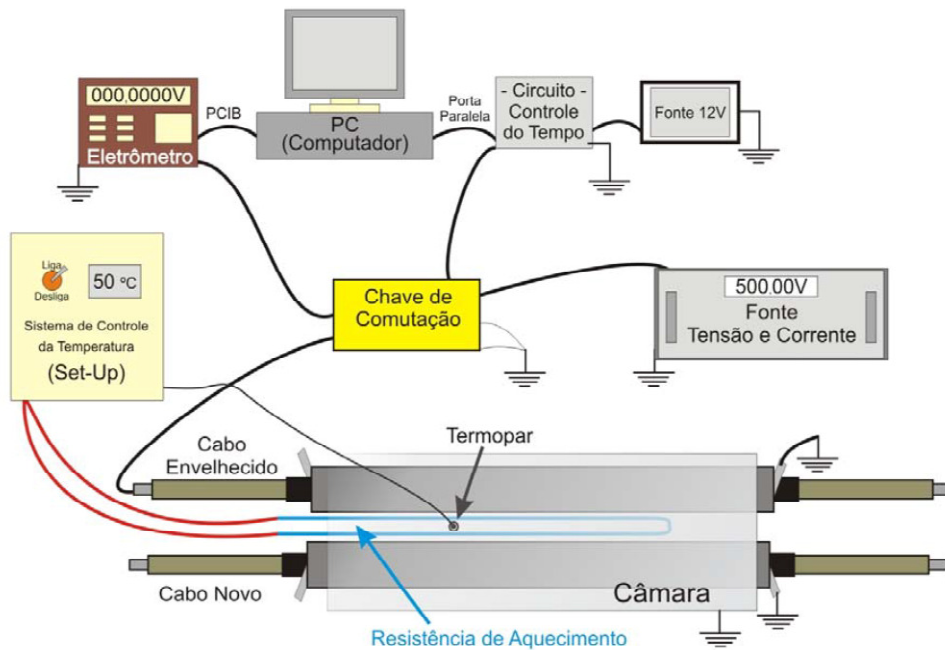 000,0000V
Eletrômetro
PCIB
PC
(Computador)
Porta
Paralela
- Circuito -
Controle
do Tempo
Fonte 12V
Liga
Desliga
50 ºC
Sistema de Controle
da Temperatura
(Set-Up)
Chave de
Comutação
500.00V
Fonte
Tensão e Corrente
Cabo
Envelhecido
Termopar
Cabo Novo
Câmara
Resistência de Aquecimento